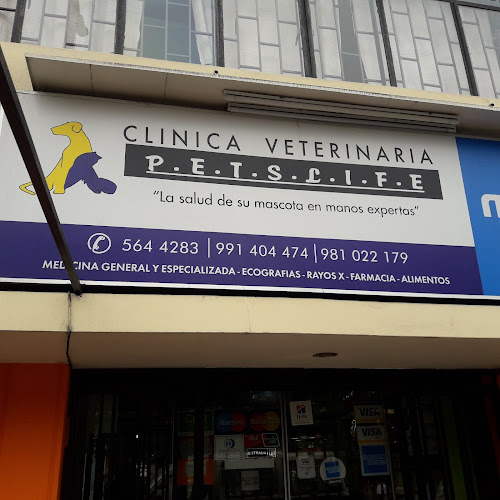 CLINICA VETERINARIA
P.E.T.S.L.I.F.E
"La salud de su mascota en manos expertas"
564 4283 | 991 404 474 | 981 022 179
MEDICINA GENERAL Y ESPECIALIZADA - ECOGRAFIAS - RAYOS X - FARMACIA - ALIMENTOS
VISA
VISA